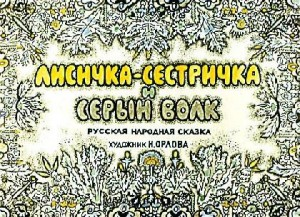 ЛИСИЧКА-СЕСТРИЧКА
И
СЕРЫЙ ВОЛК
РУССКАЯ НАРОДНАЯ СКАЗКА
ХУДОЖНИК Н.ОРЛОВА